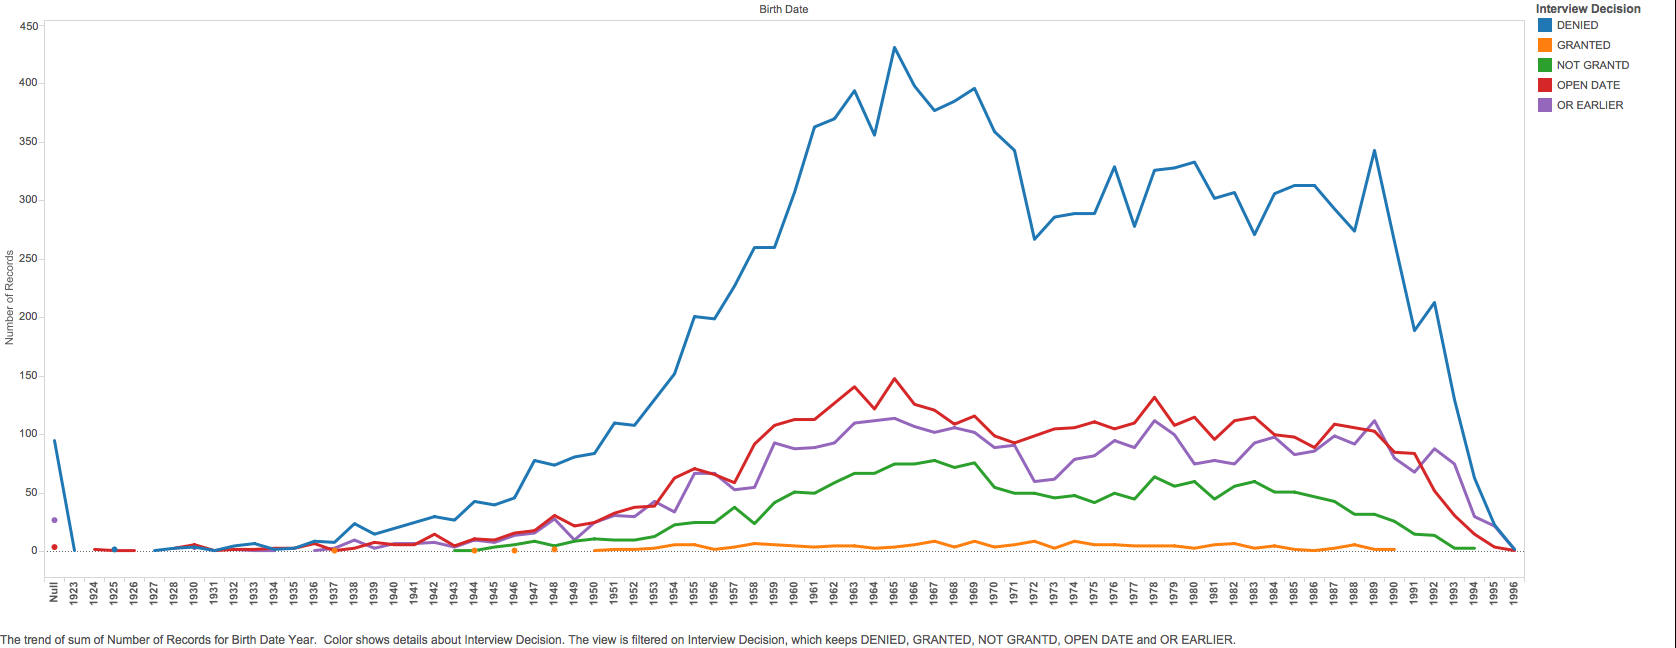 Birth Date
Interview Decision
DENIED
GRANTED
NOT GRANTD
OPEN DATE
OR EARLIER
Number of Records
450
400
350
300
250
200
150
100
50
0
Null 1923 1924 1925 1926 1927 1928 1930 1931 1932 1933 1934 1935 1936 1937 1938 1939 1940 1941 1942 1943 1944 1945 1946 1947 1948 1949 1950 1951 1952 1953 1954 1955 1956 1957 1958 1959 1960 1961 1962 1963 1964 1965 1966 1967 1968 1969 1970 1971 1972 1973 1974 1975 1976 1977 1978 1979 1980 1981 1982 1983 1984 1985 1986 1987 1988 1989 1990 1991 1992 1993 1994 1995 1996
The trend of sum of Number of Records for Birth Date Year. Color shows details about Interview Decision. The view is filtered on Interview Decision, which keeps DENIED, GRANTED, NOT GRANTD, OPEN DATE and OR EARLIER.